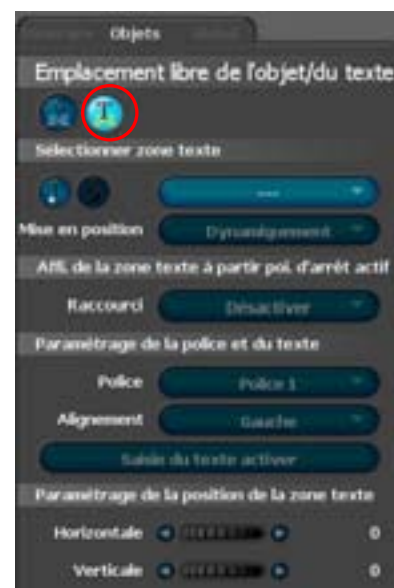 Objets
Emplacement libre de l'objet/du texte
T
Sélectionner zone texte
---
Mise en position Dynamiquement
Affi. de la zone texte à partir poi. d'arrêt actif
Raccourci Désactiver
Paramétrage de la police et du texte
Police Police 1
Alignement Gauche
Saisie du texte activer
Paramétrage de la position de la zone texte
Horizontale 0
Verticale 0